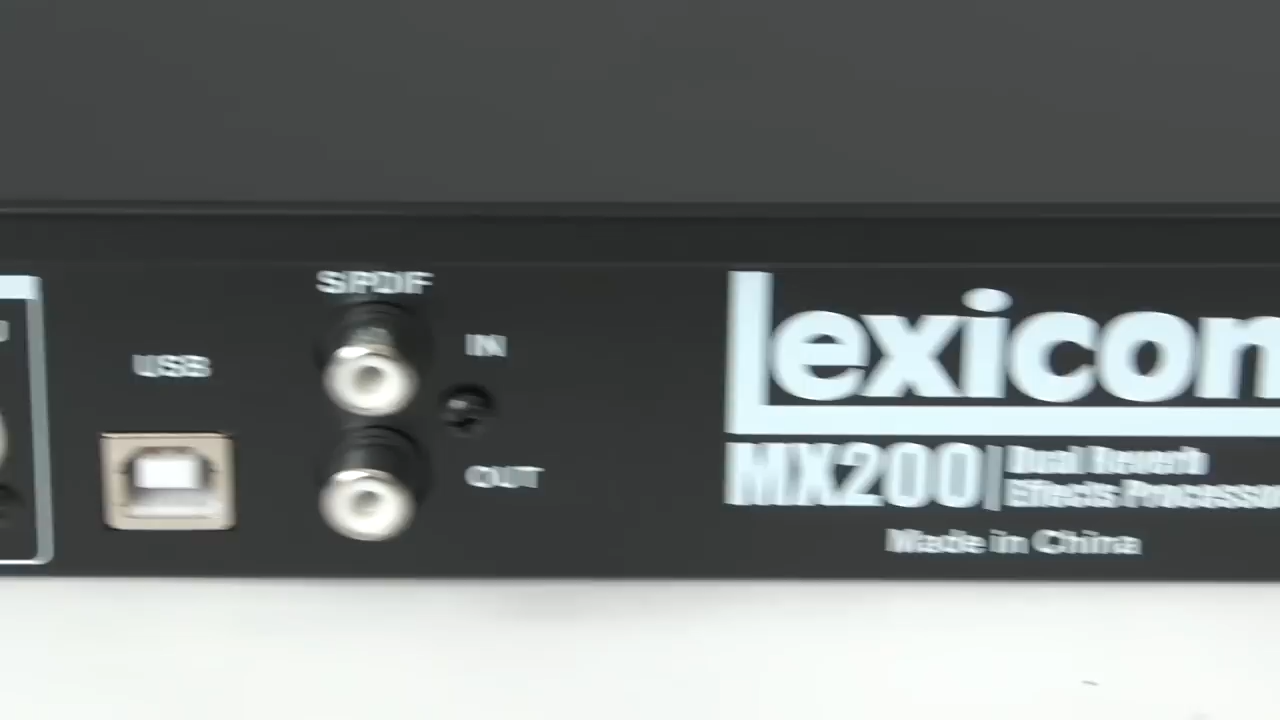 S/PDIF
USB
IN
OUT
lexicon
MX200
Dual Reverb
Effects Processor
Made in China